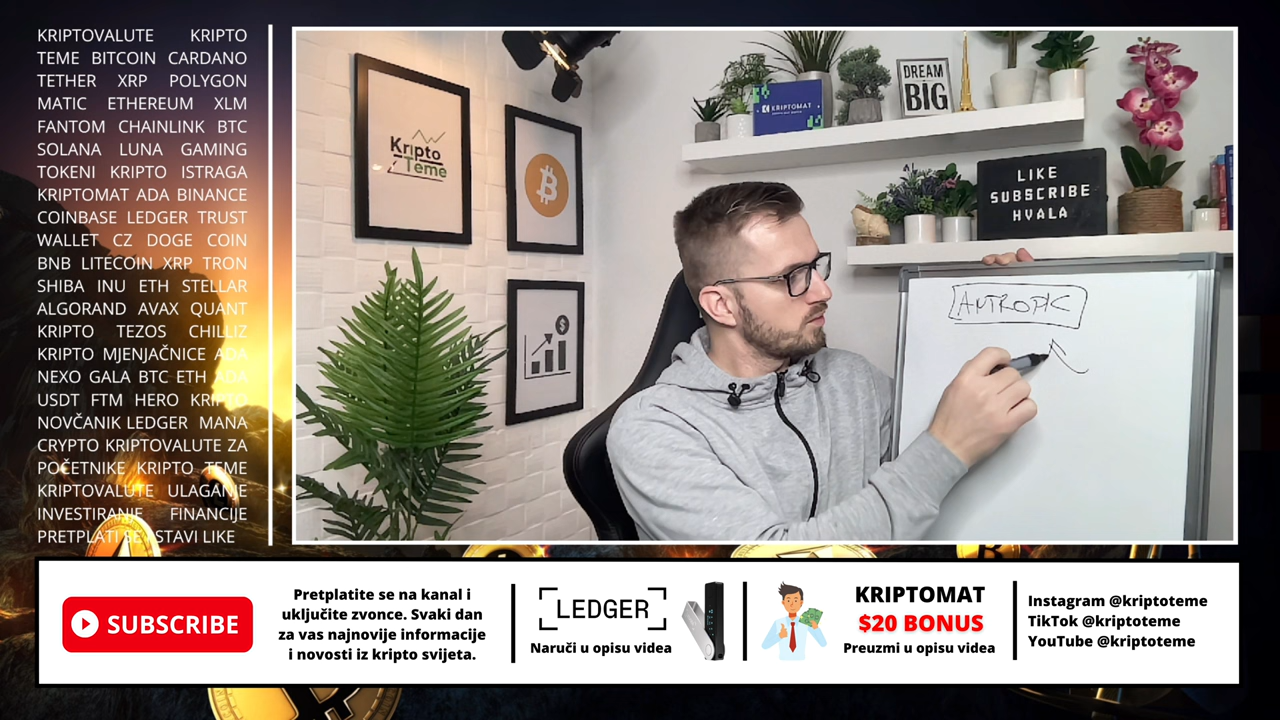 KRIPTOVALUTE KRIPTO
TEME BITCOIN CARDANO
TETHER XRP POLYGON
MATIC ETHEREUM XLM
FANTOM CHAINLINK BTC
SOLANA LUNA GAMING
TOKENI KRIPTO ISTRAGA
KRIPTOMAT ADA BINANCE
COINBASE LEDGER TRUST
WALLET CZ DOGE COIN
BNB LITECOIN XRP TRON
SHIBA INU ETH STELLAR
ALGORAND AVAX QUANT
KRIPTO TEZOS CHILLIZ
KRIPTO MJENJAČNICE ADA
NEXO GALA BTC ETH ADA
USDT FTM HERO KRIPTO
NOVČANIK LEDGER MANA
CRYPTO KRIPTOVALUTE ZA
POČETNIKE KRIPTO TEME
KRIPTOVALUTE ULAGANJE
INVESTIRANJE FINANCIJE
PRETPLATI SE STAVI LIKE
Kripto
Teme
KRIPTOMAT
DREAM
BIG
LIKE
SUBSCRIBE
HVALA
ANTROPIC
SUBSCRIBE
Pretplatite se na kanal i
uključite zvonce. Svaki dan
za vas najnovije informacije
i novosti iz kripto svijeta.
LEDGER
Naruči u opisu videa
KRIPTOMAT
$20 BONUS
Preuzmi u opisu videa
Instagram @kriptoteme
TikTok @kriptoteme
YouTube @kriptoteme